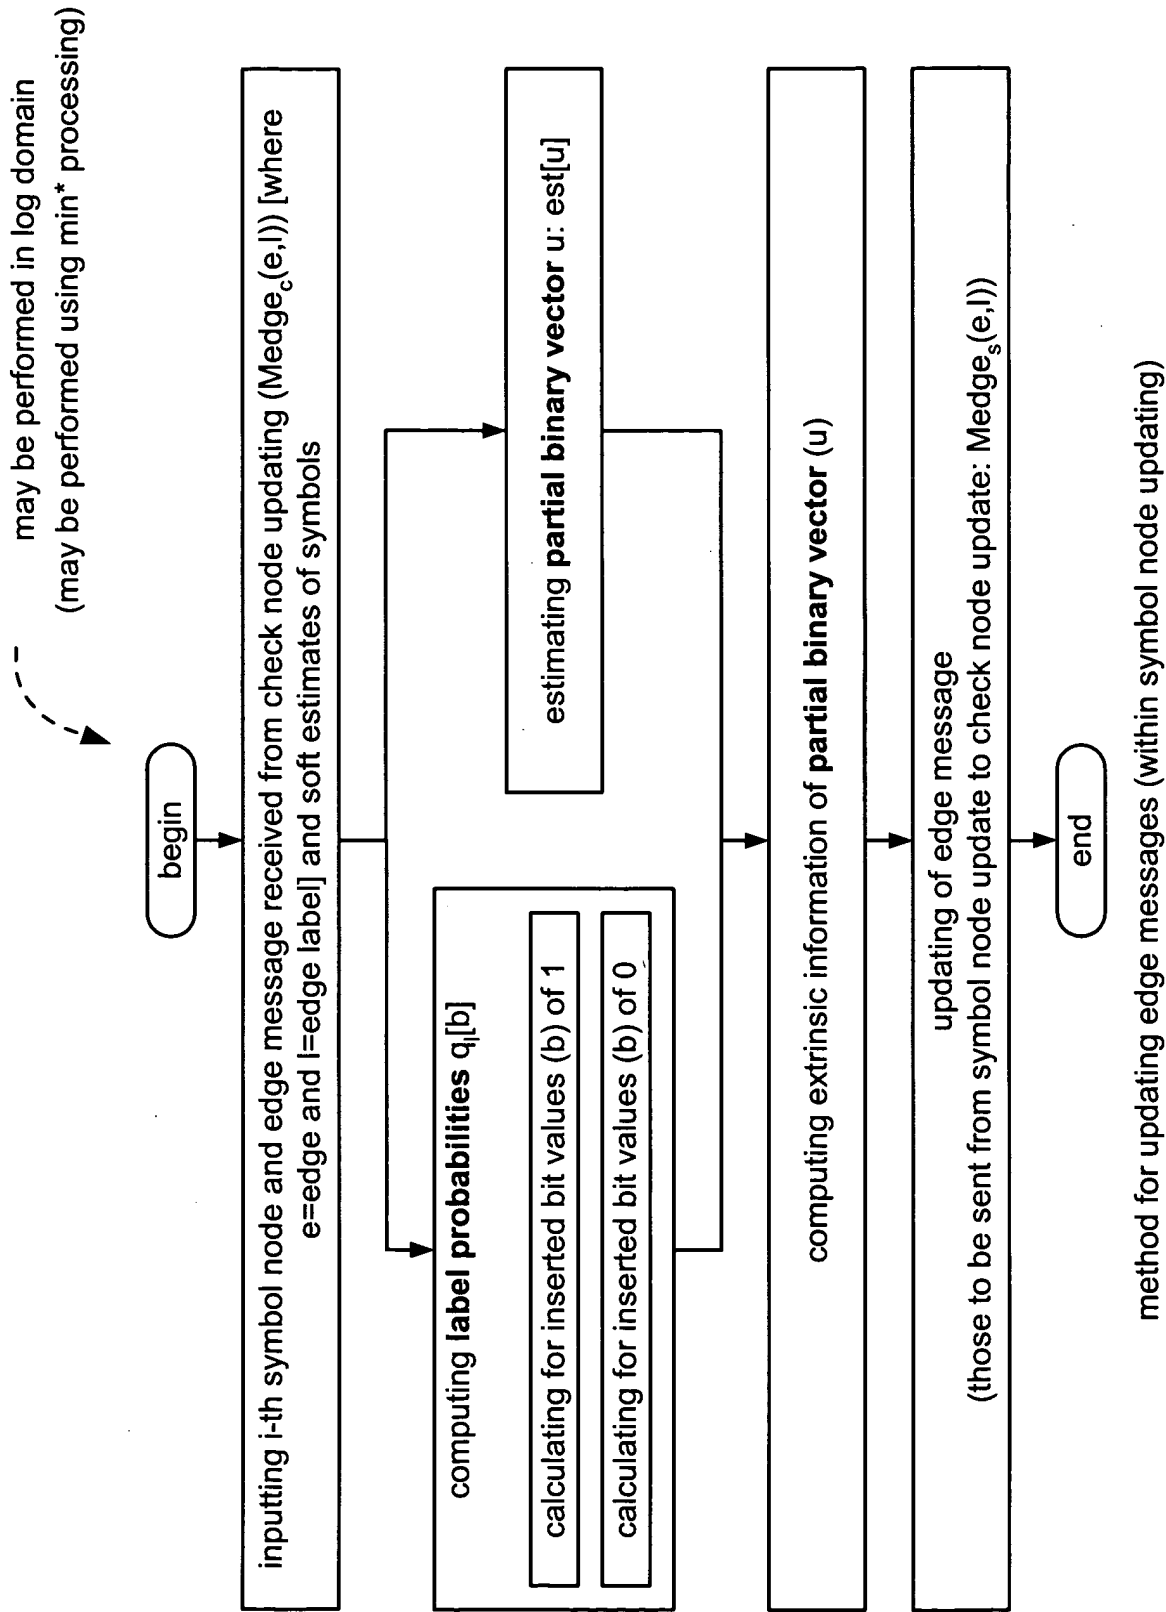 may be performed in log domain
(may be performed using min* processing)
begin
inputting i-th symbol node and edge message received from check node updating (Medge_c(e,l)) [where
e=edge and l=edge label] and soft estimates of symbols
computing label probabilities q_l[b]
calculating for inserted bit values (b) of 1
calculating for inserted bit values (b) of 0
estimating partial binary vector u: est[u]
computing extrinsic information of partial binary vector (u)
updating of edge message
(those to be sent from symbol node update to check node update: Medge_s(e,l))
end
method for updating edge messages (within symbol node updating)